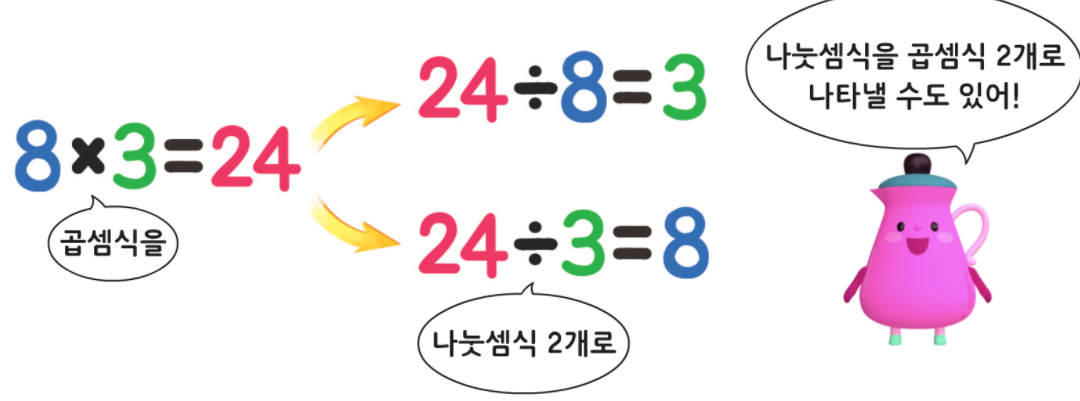 8×3=24
곱셈식을
24÷8=3
24÷3=8
나눗셈식 2개로
나눗셈식을 곱셈식 2개로
나타낼 수도 있어!